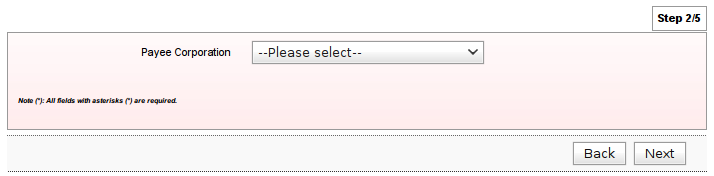 Step 2/5
Payee Corporation
--Please select--
Note (*): All fields with asterisks (*) are required.
Back
Next